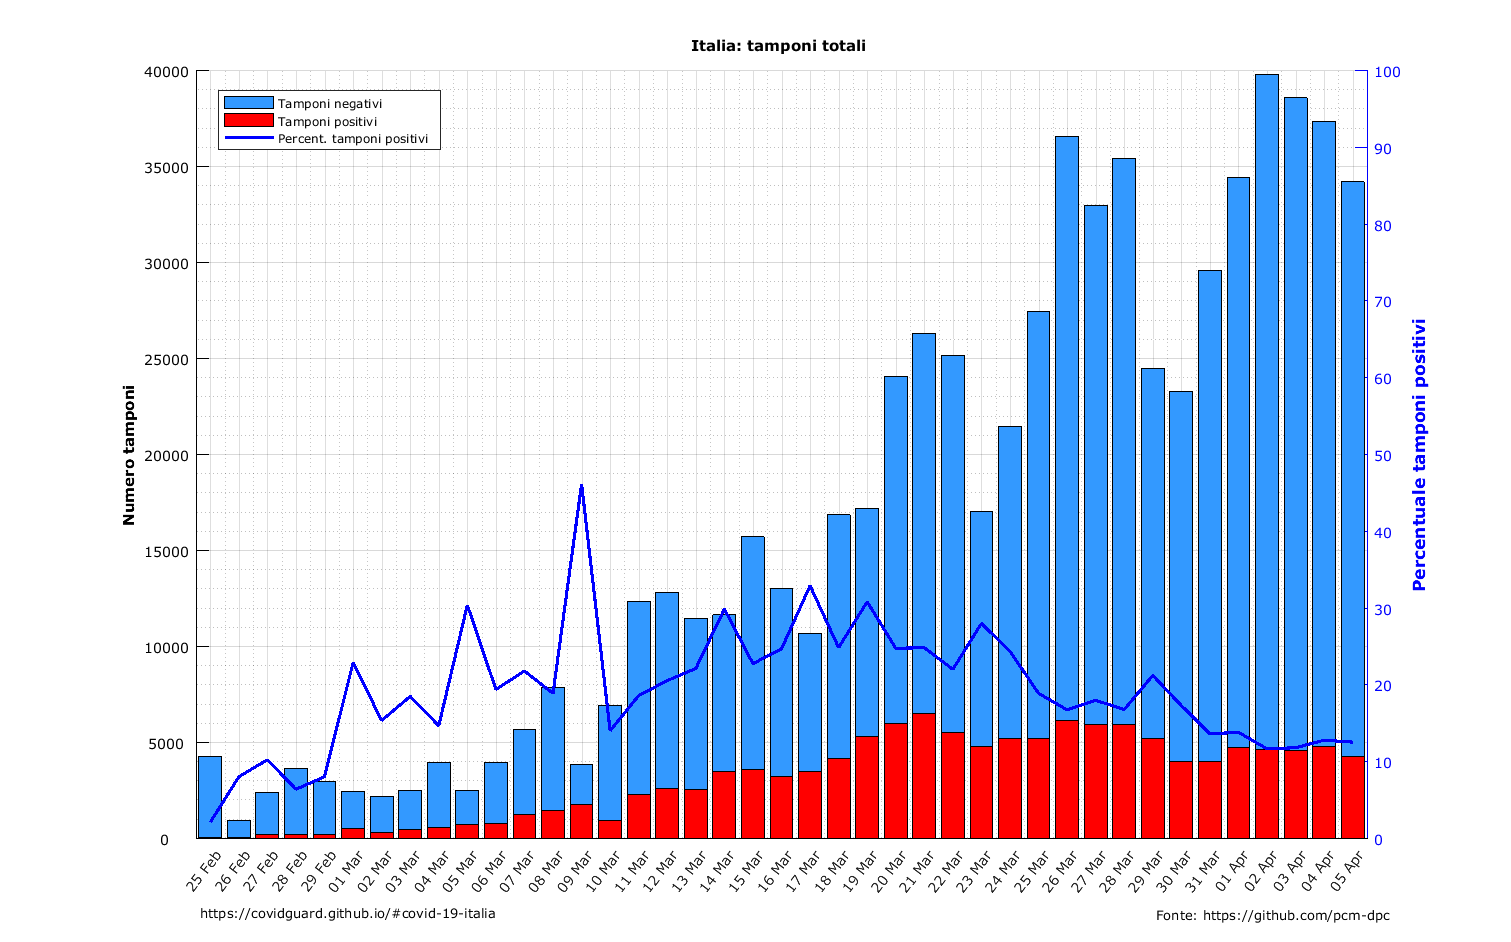 Italia: tamponi totali
Tamponi negativi
Tamponi positivi
Percent. tamponi positivi
Numero tamponi
40000
35000
30000
25000
20000
15000
10000
5000
0
100
90
80
70
60
50
40
30
20
10
0
Percentuale tamponi positivi
25 Feb
26 Feb
27 Feb
28 Feb
29 Feb
01 Mar
02 Mar
03 Mar
04 Mar
05 Mar
06 Mar
07 Mar
08 Mar
09 Mar
10 Mar
11 Mar
12 Mar
13 Mar
14 Mar
15 Mar
16 Mar
17 Mar
18 Mar
19 Mar
20 Mar
21 Mar
22 Mar
23 Mar
24 Mar
25 Mar
26 Mar
27 Mar
28 Mar
29 Mar
30 Mar
31 Mar
01 Apr
02 Apr
03 Apr
04 Apr
05 Apr
https://covidguard.github.io/#covid-19-italia
Fonte: https://github.com/pcm-dpc